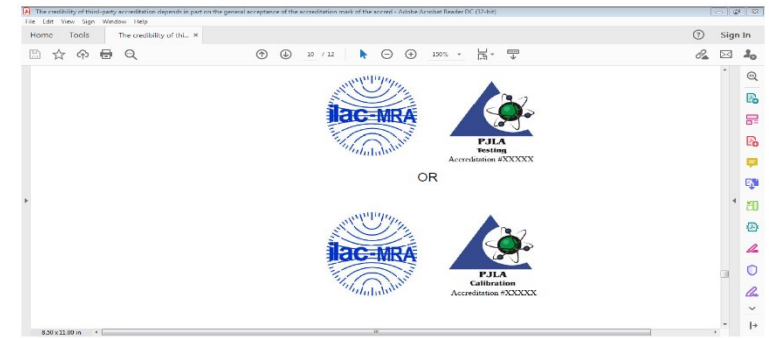 The credibility of third-party accreditation depends in part on the general acceptance of the accreditation mark of the accred - Adobe Acrobat Reader DC (32-bit)
File Edit View Sign Window Help
Home Tools The credibility of thi... × Sign In
10 / 12 150%
ilac-MRA
PJLA
Testing
Accreditation #XXXXX
OR
ilac-MRA
PJLA
Calibration
Accreditation #XXXXX
8.50 x 11.00 in